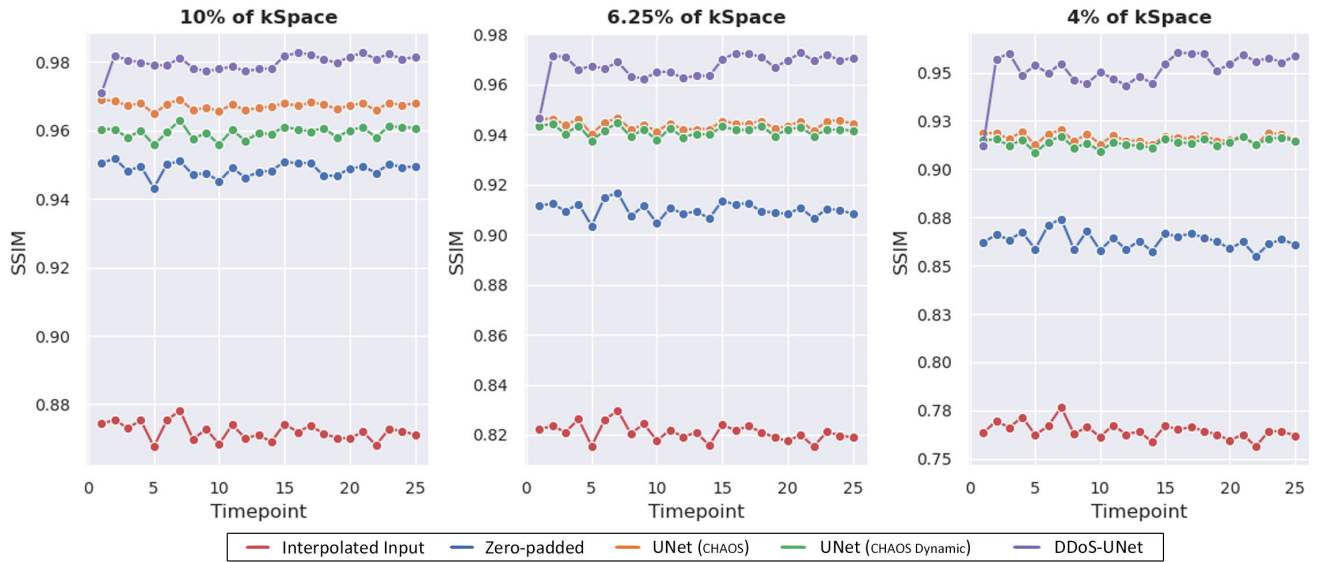 10% of kSpace
6.25% of kSpace
4% of kSpace
SSIM
0.98
0.96
0.94
0.92
0.90
0.88
0 5 10 15 20 25
Timepoint
SSIM
0.98
0.96
0.94
0.92
0.90
0.88
0.86
0.84
0.82
0 5 10 15 20 25
Timepoint
SSIM
0.95
0.93
0.90
0.88
0.85
0.83
0.80
0.78
0.75
0 5 10 15 20 25
Timepoint
Interpolated Input Zero-padded UNet (CHAOS) UNet (CHAOS Dynamic) DDoS-UNet